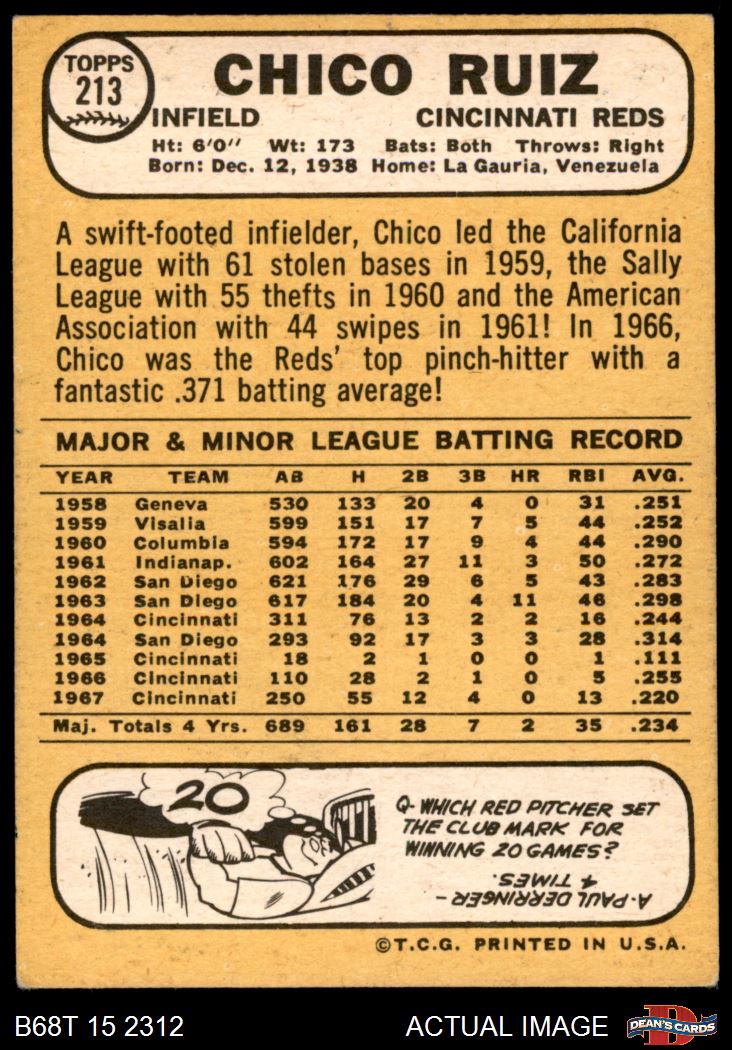 TOPPS
213
CHICO RUIZ
INFIELD CINCINNATI REDS
Ht: 6'0" Wt: 173 Bats: Both Throws: Right
Born: Dec. 12, 1938 Home: La Gauria, Venezuela
A swift-footed infielder, Chico led the California
League with 61 stolen bases in 1959, the Sally
League with 55 thefts in 1960 and the American
Association with 44 swipes in 1961! In 1966,
Chico was the Reds' top pinch-hitter with a
fantastic .371 batting average!
MAJOR & MINOR LEAGUE BATTING RECORD
YEAR TEAM AB H 2B 3B HR RBI AVG.
1958 Geneva 530 133 20 4 0 31 .251
1959 Visalia 599 151 17 7 5 44 .252
1960 Columbia 594 172 17 9 4 44 .290
1961 Indianap. 602 164 27 11 3 50 .272
1962 San Diego 621 176 29 6 5 43 .283
1963 San Diego 617 184 20 4 11 46 .298
1964 Cincinnati 311 76 13 2 2 16 .244
1964 San Diego 293 92 17 3 3 28 .314
1965 Cincinnati 18 2 1 0 0 1 .111
1966 Cincinnati 110 28 2 1 0 5 .255
1967 Cincinnati 250 55 12 4 0 13 .220
Maj. Totals 4 Yrs. 689 161 28 7 2 35 .234
20
Q- WHICH RED PITCHER SET
THE CLUB MARK FOR
WINNING 20 GAMES?
A- PAUL DERRINGER -
4 TIMES.
©T.C.G. PRINTED IN U.S.A.
B68T 15 2312 ACTUAL IMAGE
D
DEAN'S CARDS